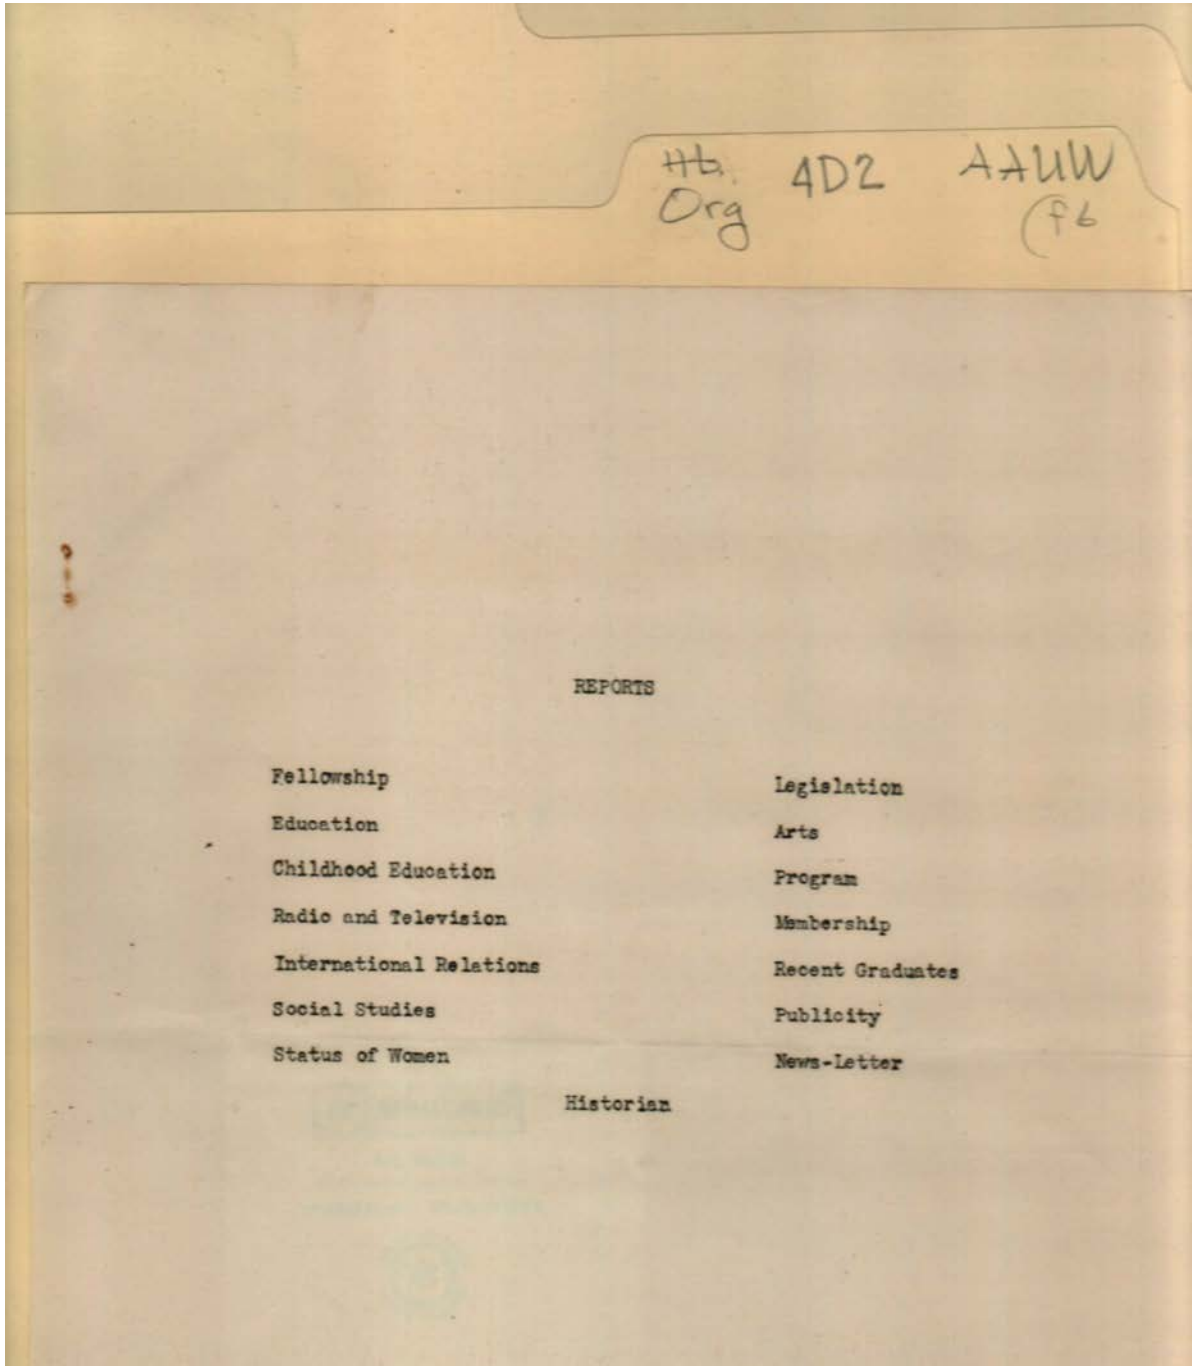 Hb. 4D2 AAUW
Org (f6
REPORTS
Fellowship Legislation
Education Arts
Childhood Education Program
Radio and Television Membership
International Relations Recent Graduates
Social Studies Publicity
Status of Women News-Letter
Historian